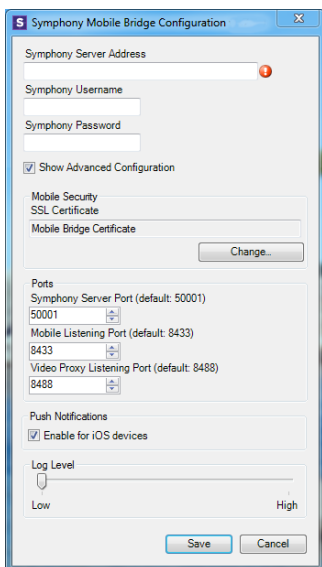 S Symphony Mobile Bridge Configuration
Symphony Server Address
Symphony Username
Symphony Password
Show Advanced Configuration
Mobile Security
SSL Certificate
Mobile Bridge Certificate
Change...
Ports
Symphony Server Port (default: 50001)
50001
Mobile Listening Port (default: 8433)
8433
Video Proxy Listening Port (default: 8488)
8488
Push Notifications
Enable for iOS devices
Log Level
Low High
Save Cancel